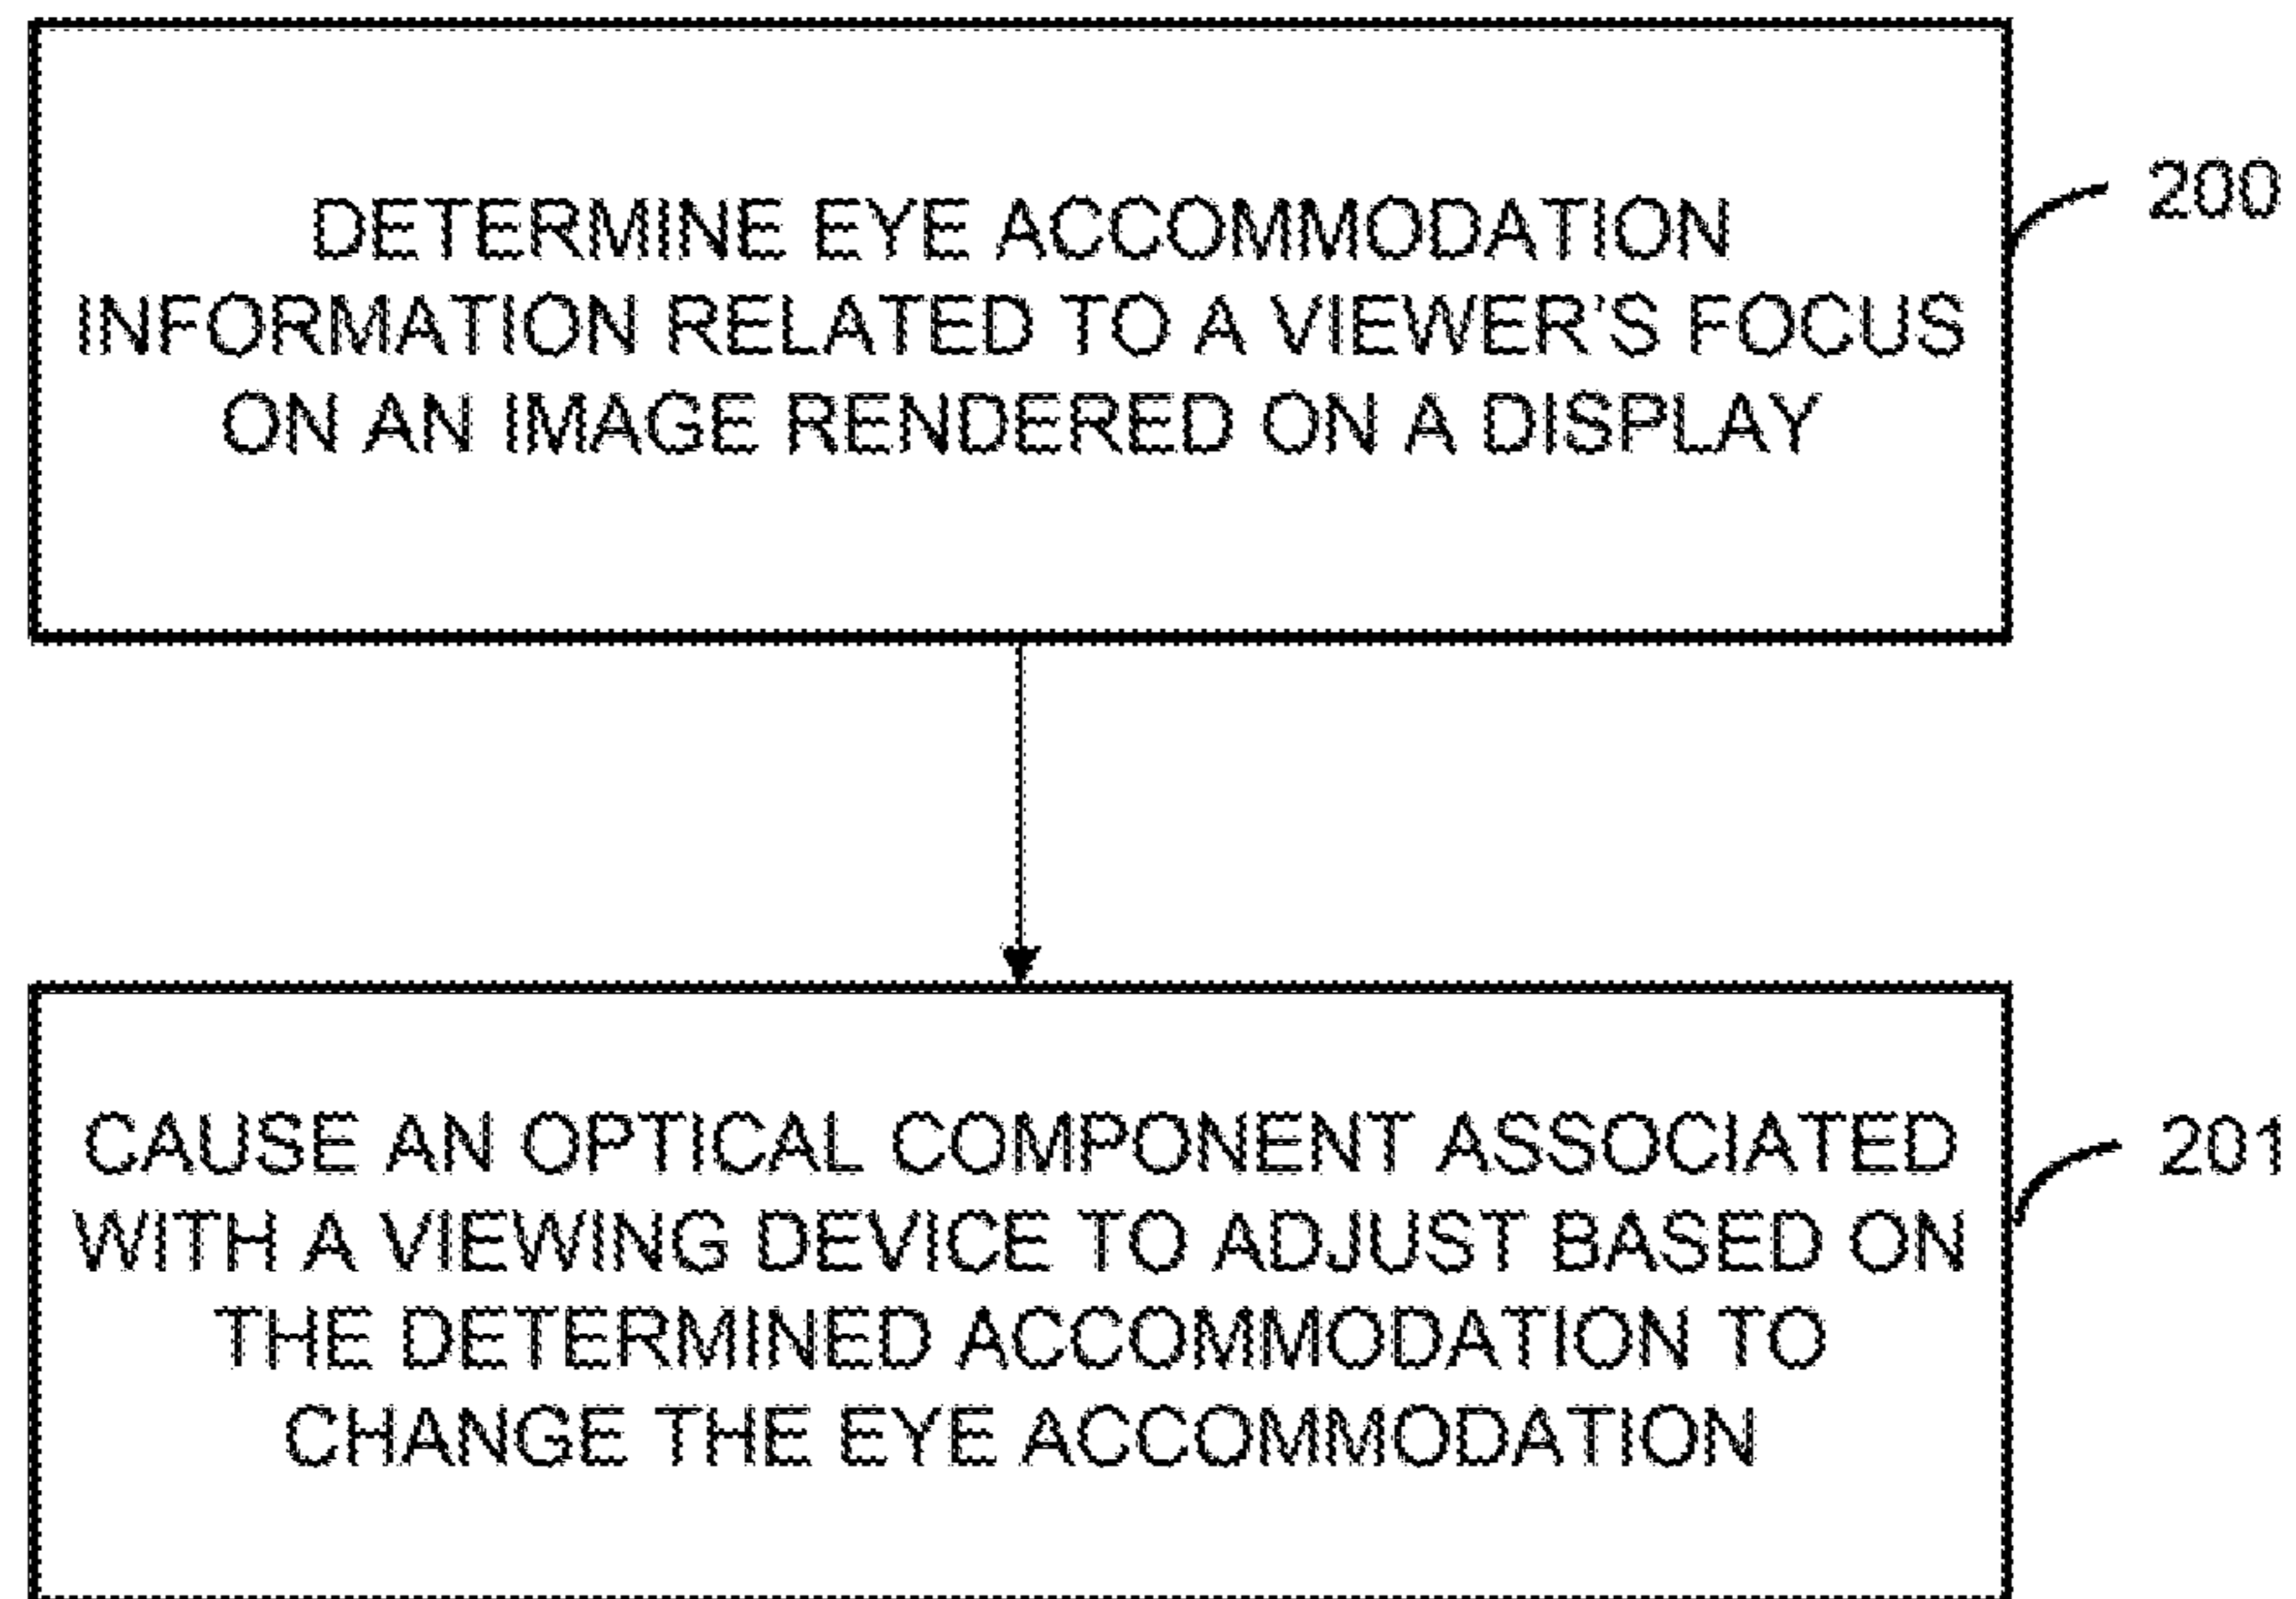 DETERMINE EYE ACCOMMODATION
INFORMATION RELATED TO A VIEWER'S FOCUS
ON AN IMAGE RENDERED ON A DISPLAY
200
CAUSE AN OPTICAL COMPONENT ASSOCIATED
WITH A VIEWING DEVICE TO ADJUST BASED ON
THE DETERMINED ACCOMMODATION TO
CHANGE THE EYE ACCOMMODATION
201